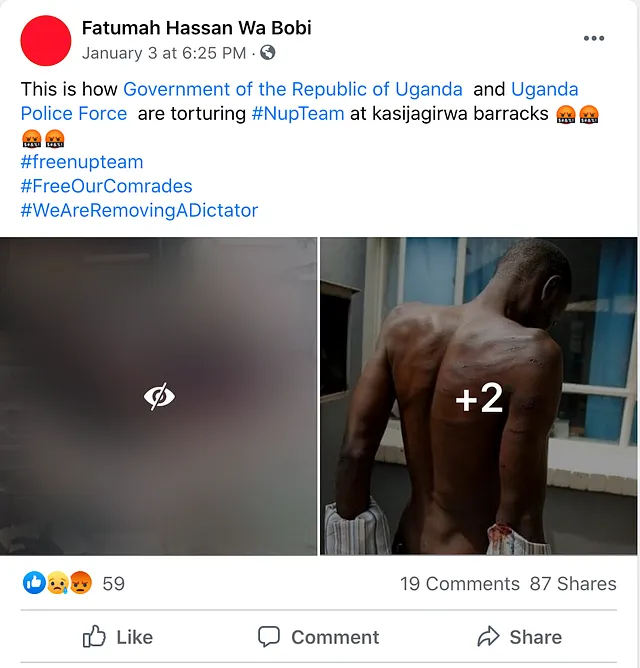 Fatumah Hassan Wa Bobi
January 3 at 6:25 PM ·
This is how Government of the Republic of Uganda and Uganda
Police Force are torturing #NupTeam at kasijagirwa barracks 🤬🤬
🤬🤬
#freenupteam
#FreeOurComrades
#WeAreRemovingADictator
+2
59
19 Comments 87 Shares
Like Comment Share